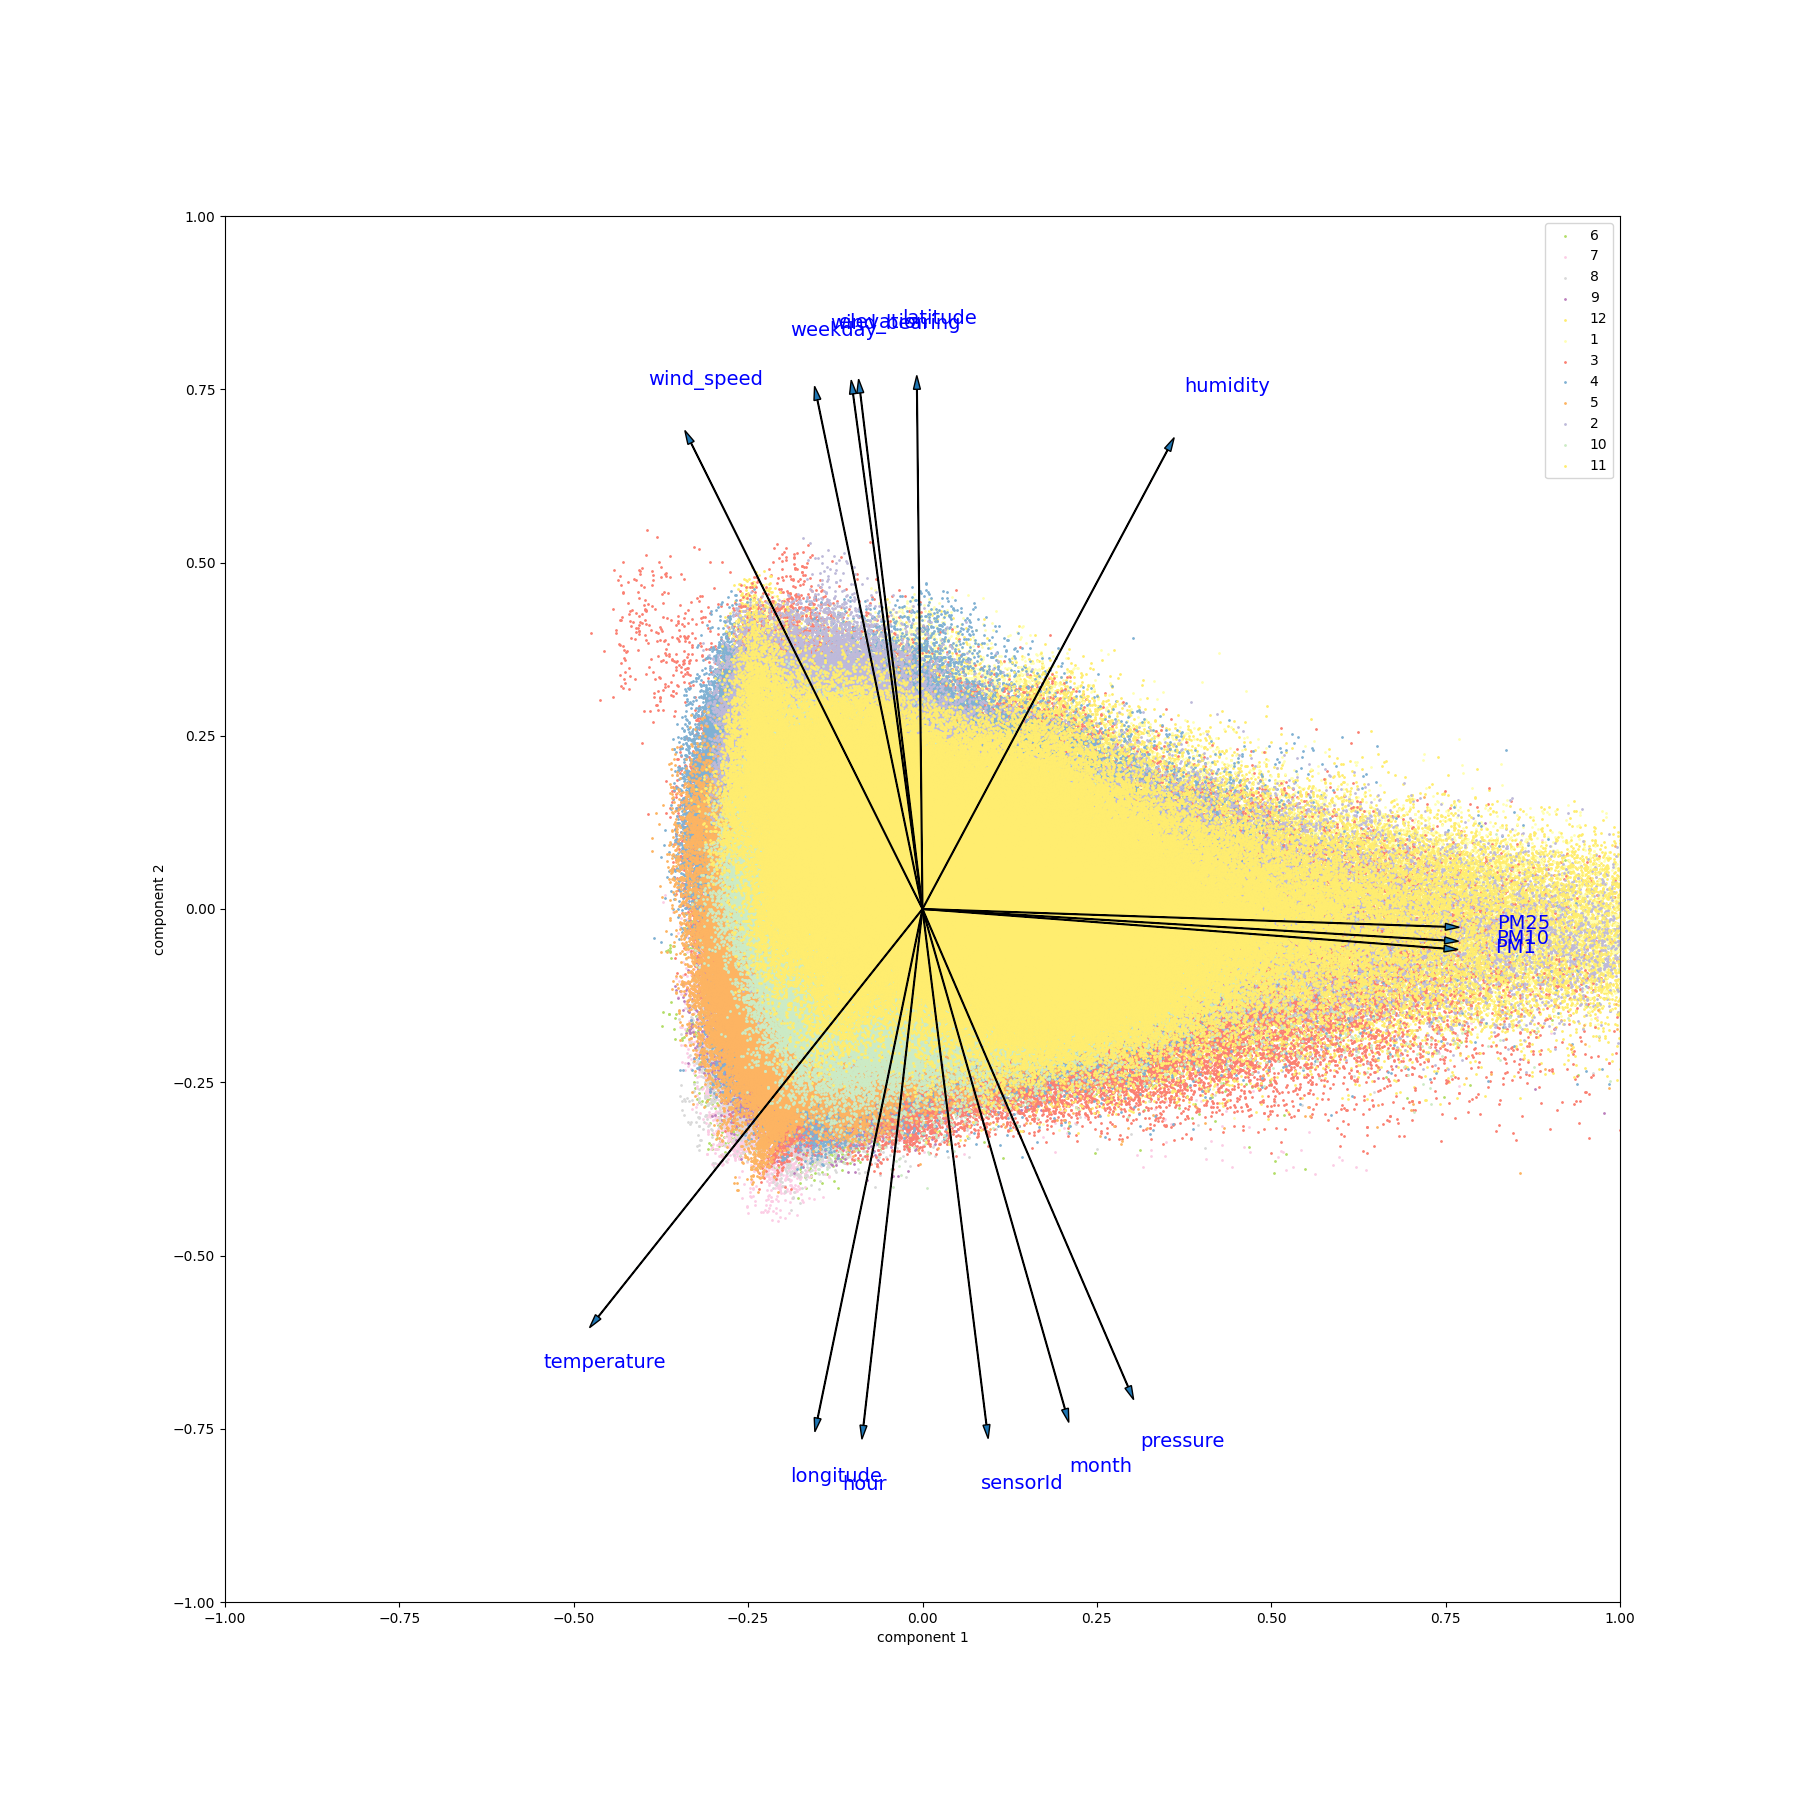 1.00
0.75
0.50
0.25
0.00
−0.25
−0.50
−0.75
−1.00
component 2
6
7
8
9
12
1
3
4
5
2
10
11
latitude
elevation
wind_bearing
weekday
wind_speed
humidity
PM25
PM10
PM1
temperature
pressure
month
longitude
hour
sensorId
−1.00
−0.75
−0.50
−0.25
0.00
0.25
0.50
0.75
1.00
component 1